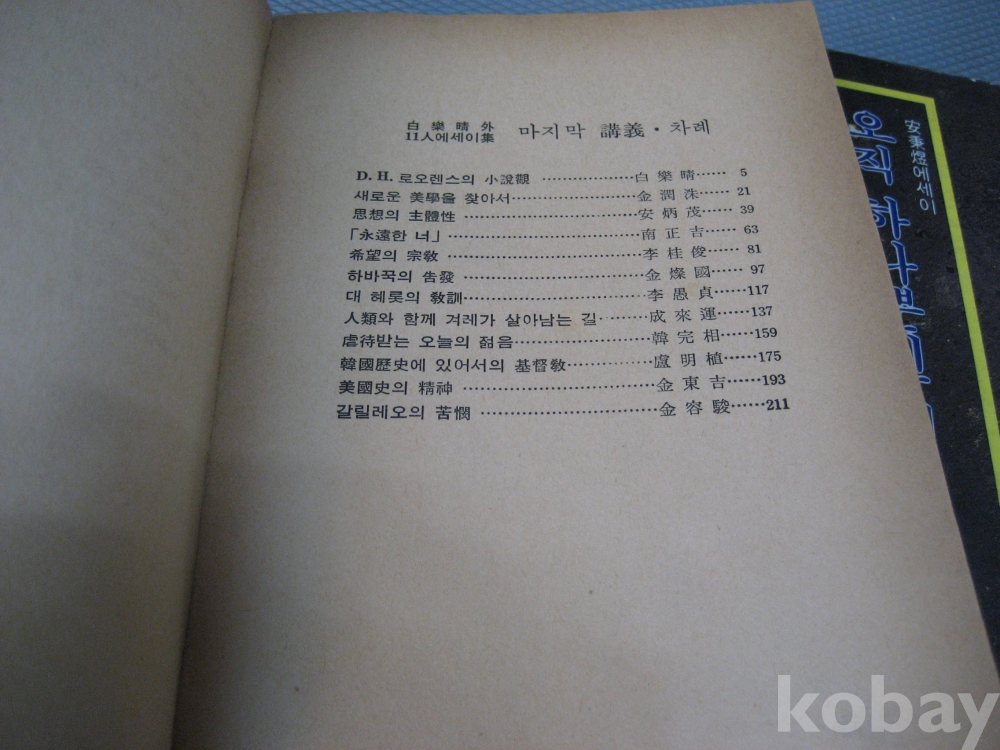 白樂晴外
11人에세이集 마지막 講義·차례
D. H. 로오렌스의 小說觀 ………………白樂晴…… 5
새로운 美學을 찾아서……………………金潤洙…… 21
思想의 主體性 ……………………………安炳茂…… 39
「永遠한 너」………………………………南正吉…… 63
希望의 宗敎 ………………………………李桂俊…… 81
하바꾹의 告發 ……………………………金燦國…… 97
대 헤롯의 敎訓……………………………李愚貞……117
人類와 함께 겨레가 살아남는 길………成來運……137
虐待받는 오늘의 젊음……………………韓完相……159
韓國歷史에 있어서의 基督敎……………盧明植……175
美國史의 精神 ……………………………金東吉……193
갈릴레오의 苦憫 …………………………金容駿……211
安秉煜에세이
오직 하나뿐인
kobay